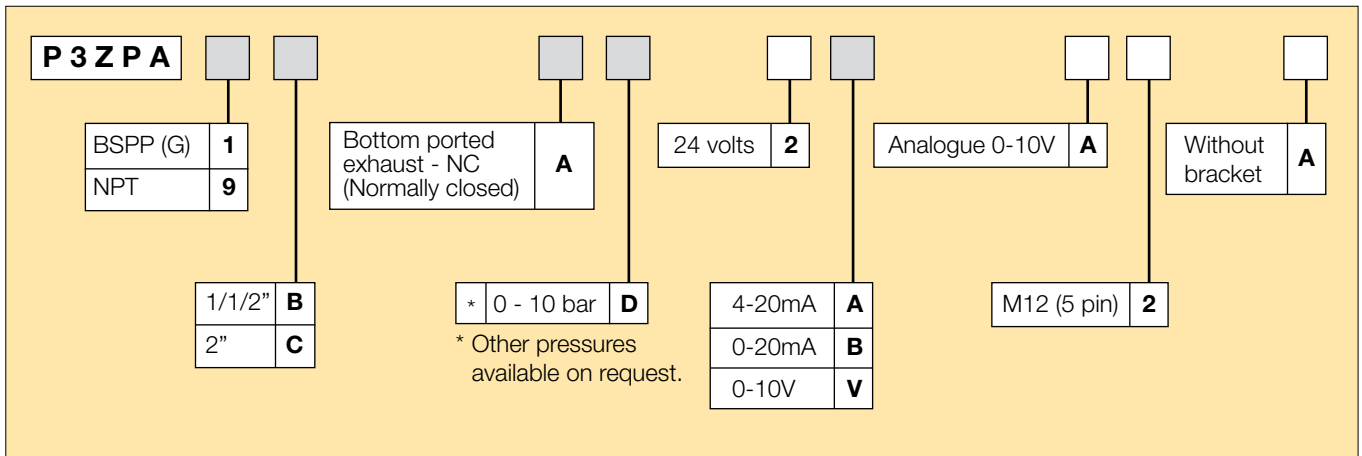 P3ZPA
BSPP (G) 1
NPT 9
Bottom ported
exhaust - NC
(Normally closed)
A
24 volts 2
Analogue 0-10V A
Without
bracket
A
1/1/2” B
2” C
* 0 - 10 bar D
* Other pressures
available on request.
4-20mA A
0-20mA B
0-10V V
M12 (5 pin) 2